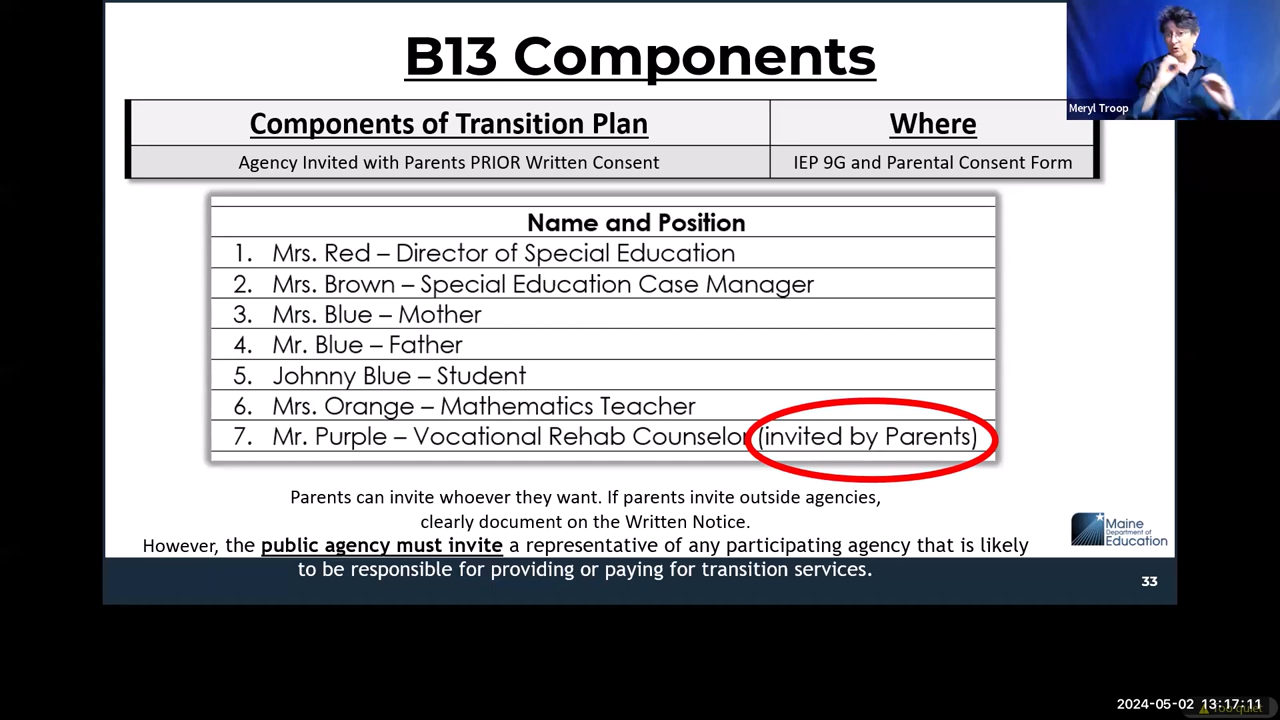 B13 Components
Meryl Troop
Components of Transition Plan
Where
Agency Invited with Parents PRIOR Written Consent
IEP 9G and Parental Consent Form
Name and Position
1. Mrs. Red – Director of Special Education
2. Mrs. Brown – Special Education Case Manager
3. Mrs. Blue – Mother
4. Mr. Blue – Father
5. Johnny Blue – Student
6. Mrs. Orange – Mathematics Teacher
7. Mr. Purple – Vocational Rehab Counselor (invited by Parents)
Parents can invite whoever they want. If parents invite outside agencies,
clearly document on the Written Notice.
However, the public agency must invite a representative of any participating agency that is likely
to be responsible for providing or paying for transition services.
Maine
Department of
Education
33
2024-05-02 13:17:11
Too quiet